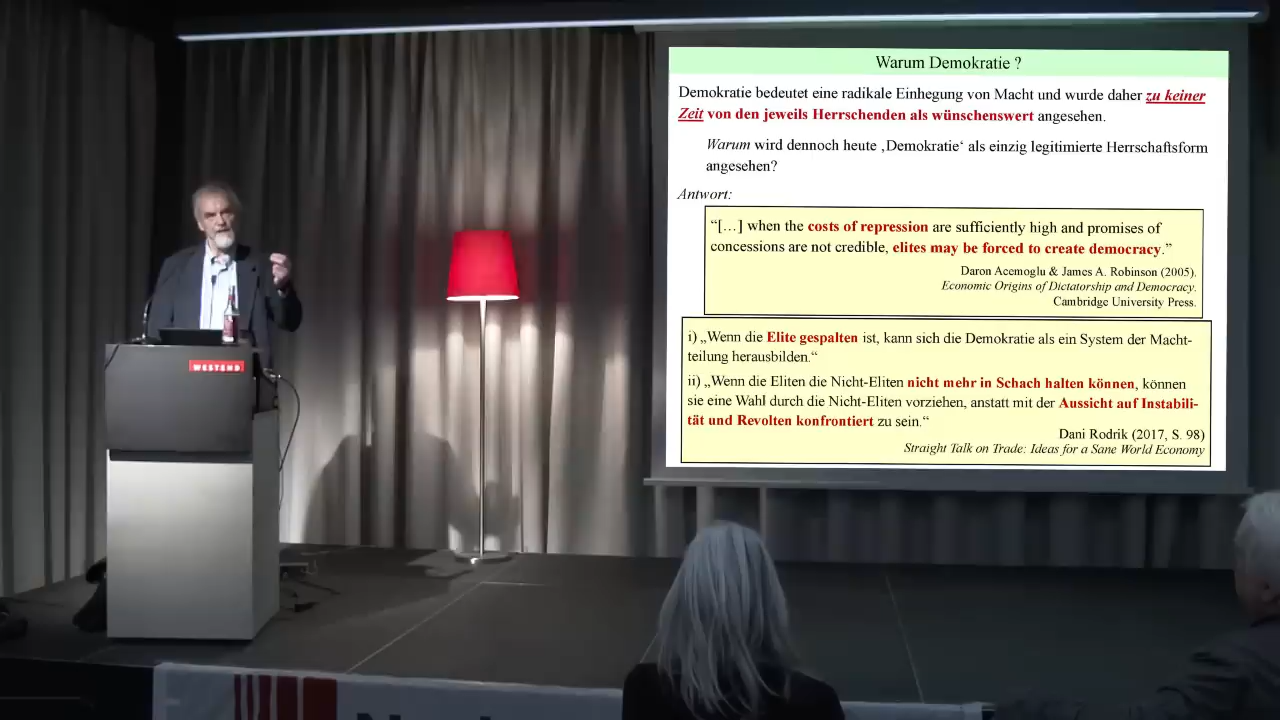 Warum Demokratie ?
Demokratie bedeutet eine radikale Einhegung von Macht und wurde daher zu keiner
Zeit von den jeweils Herrschenden als wünschenswert angesehen.
Warum wird dennoch heute ‚Demokratie‘ als einzig legitimierte Herrschaftsform
angesehen?
Antwort:
“[…] when the costs of repression are sufficiently high and promises of
concessions are not credible, elites may be forced to create democracy.”
Daron Acemoglu & James A. Robinson (2005).
Economic Origins of Dictatorship and Democracy.
Cambridge University Press.
i) „Wenn die Elite gespalten ist, kann sich die Demokratie als ein System der Macht-
teilung herausbilden.“
ii) „Wenn die Eliten die Nicht-Eliten nicht mehr in Schach halten können, können
sie eine Wahl durch die Nicht-Eliten vorziehen, anstatt mit der Aussicht auf Instabili-
tät und Revolten konfrontiert zu sein.“
Dani Rodrik (2017, S. 98)
Straight Talk on Trade: Ideas for a Sane World Economy
WESTEND